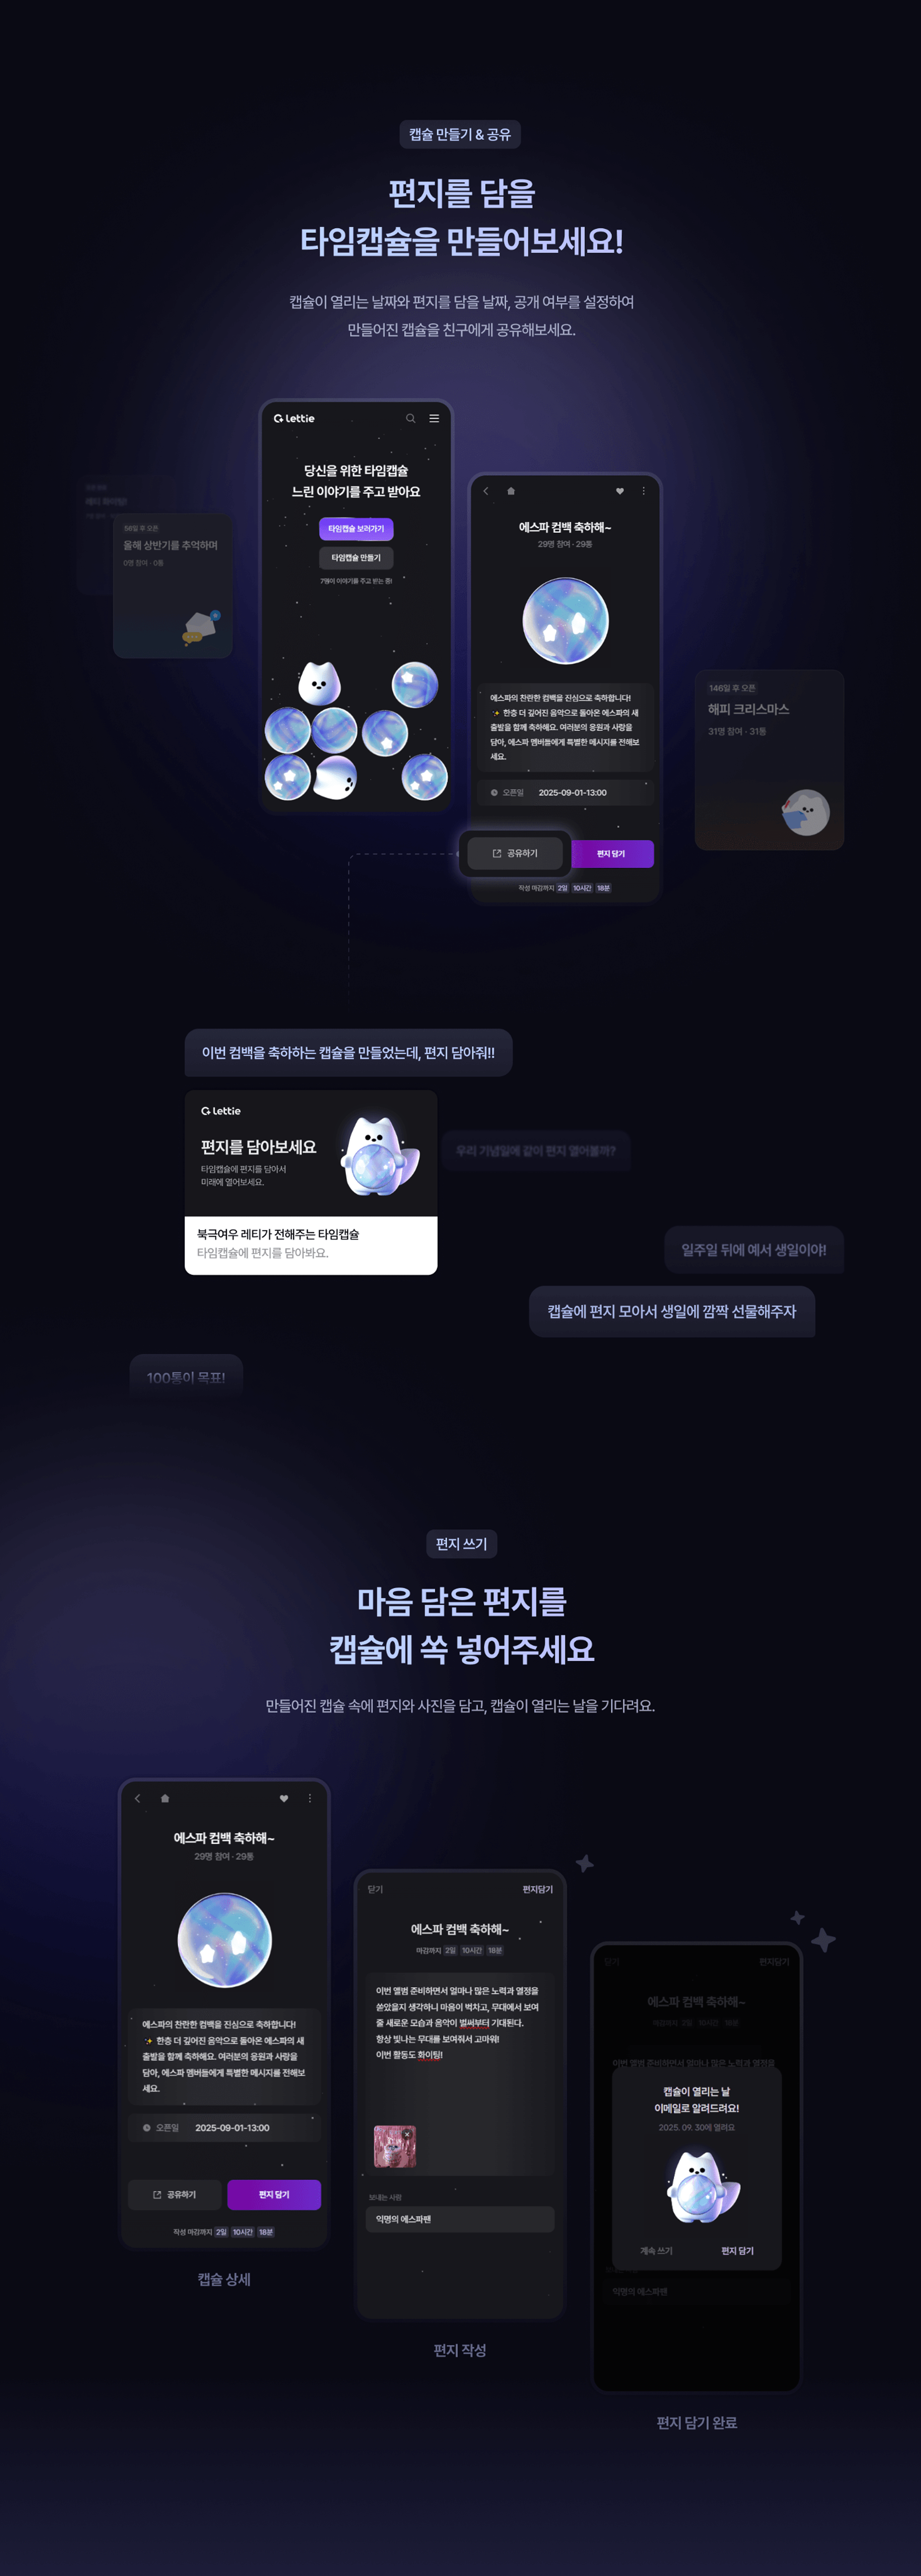 캡슐 만들기 & 공유
편지를 담을
타임캡슐을 만들어보세요!
캡슐이 열리는 날짜와 편지를 담을 날짜, 공개 여부를 설정하여
만들어진 캡슐을 친구에게 공유해보세요.
lettie
당신을 위한 타임캡슐
느린 이야기를 주고 받아요
타임캡슐 보러가기
타임캡슐 만들기
7명이 이야기를 주고 받는 중!
56일 후 오픈
올해 상반기를 추억하며
0명 참여 · 0통
에스파 컴백 축하해~
29명 참여 · 29통
에스파의 찬란한 컴백을 진심으로 축하합니다!
✨ 한층 더 깊어진 음악으로 돌아온 에스파의 새
출발을 함께 축하해요. 여러분의 응원과 사랑을
담아, 에스파 멤버들에게 특별한 메시지를 전해보
세요.
오픈일 2025-09-01-13:00
공유하기
편지 담기
작성 마감까지 2일 10시간 18분
146일 후 오픈
해피 크리스마스
31명 참여 · 31통
이번 컴백을 축하하는 캡슐을 만들었는데, 편지 담아줘!!
lettie
편지를 담아보세요
타임캡슐에 편지를 담아서
미래에 열어보세요.
북극여우 레티가 전해주는 타임캡슐
타임캡슐에 편지를 담아봐요.
우리 기념일에 같이 편지 열어볼까?
일주일 뒤에 예서 생일이야!
캡슐에 편지 모아서 생일에 깜짝 선물해주자
100통이 목표!
편지 쓰기
마음 담은 편지를
캡슐에 쏙 넣어주세요
만들어진 캡슐 속에 편지와 사진을 담고, 캡슐이 열리는 날을 기다려요.
에스파 컴백 축하해~
29명 참여 · 29통
에스파의 찬란한 컴백을 진심으로 축하합니다!
✨ 한층 더 깊어진 음악으로 돌아온 에스파의 새
출발을 함께 축하해요. 여러분의 응원과 사랑을
담아, 에스파 멤버들에게 특별한 메시지를 전해보
세요.
오픈일 2025-09-01-13:00
공유하기
편지 담기
작성 마감까지 2일 10시간 18분
캡슐 상세
닫기
편지담기
에스파 컴백 축하해~
마감까지 2일 10시간 18분
이번 앨범 준비하면서 얼마나 많은 노력과 열정을
쏟았을지 생각하니 마음이 벅차고, 무대에서 보여
줄 새로운 모습과 음악이 벌써부터 기대된다.
항상 빛나는 무대를 보여줘서 고마워!
이번 활동도 화이팅!
보내는 사람
익명의 에스파팬
편지 작성
닫기
편지담기
에스파 컴백 축하해~
마감까지 2일 10시간 18분
이번 앨범 준비하면서 얼마나 많은 노력과 열정을
캡슐이 열리는 날
이메일로 알려드려요!
2025. 09. 30에 열려요
계속 쓰기
편지 담기
익명의 에스파팬
편지 담기 완료